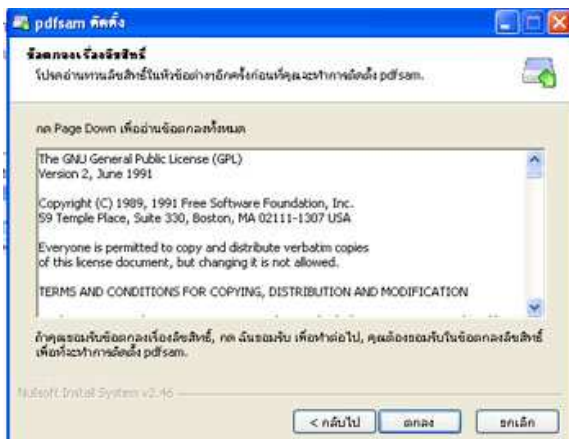 pdfsam ติดตั้ง
ข้อตกลงเรื่องลิขสิทธิ์
โปรดอ่านทวนลิขสิทธิ์ในหัวข้อต่างๆอีกครั้งก่อนที่คุณจะทำการติดตั้ง pdfsam.
กด Page Down เพื่ออ่านข้อตกลงทั้งหมด
The GNU General Public License (GPL)
Version 2, June 1991
Copyright (C) 1989, 1991 Free Software Foundation, Inc.
59 Temple Place, Suite 330, Boston, MA 02111-1307 USA
Everyone is permitted to copy and distribute verbatim copies
of this license document, but changing it is not allowed.
TERMS AND CONDITIONS FOR COPYING, DISTRIBUTION AND MODIFICATION
ถ้าคุณยอมรับข้อตกลงเรื่องลิขสิทธิ์, กด ฉันยอมรับ เพื่อทำต่อไป, คุณต้องยอมรับในข้อตกลงลิขสิทธิ์
เพื่อที่จะทำการติดตั้ง pdfsam.
Nullsoft Install System v2.46
< กลับไป
ตกลง
ยกเลิก